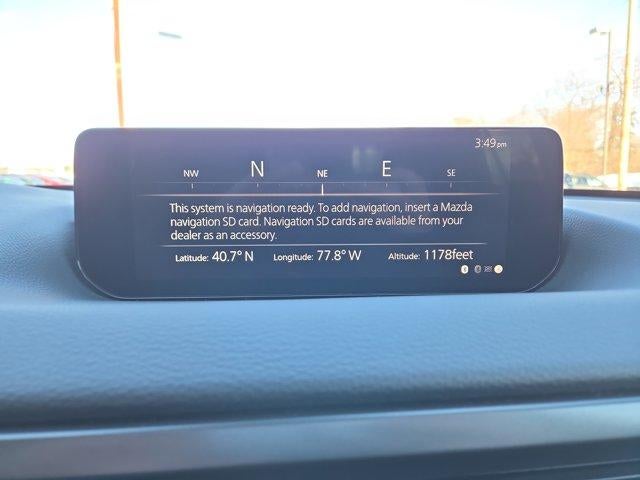 3:49pm
NW N NE E SE
This system is navigation ready. To add navigation, insert a Mazda
navigation SD card. Navigation SD cards are available from your
dealer as an accessory.
Latitude: 40.7° N Longitude: 77.8° W Altitude: 1178feet